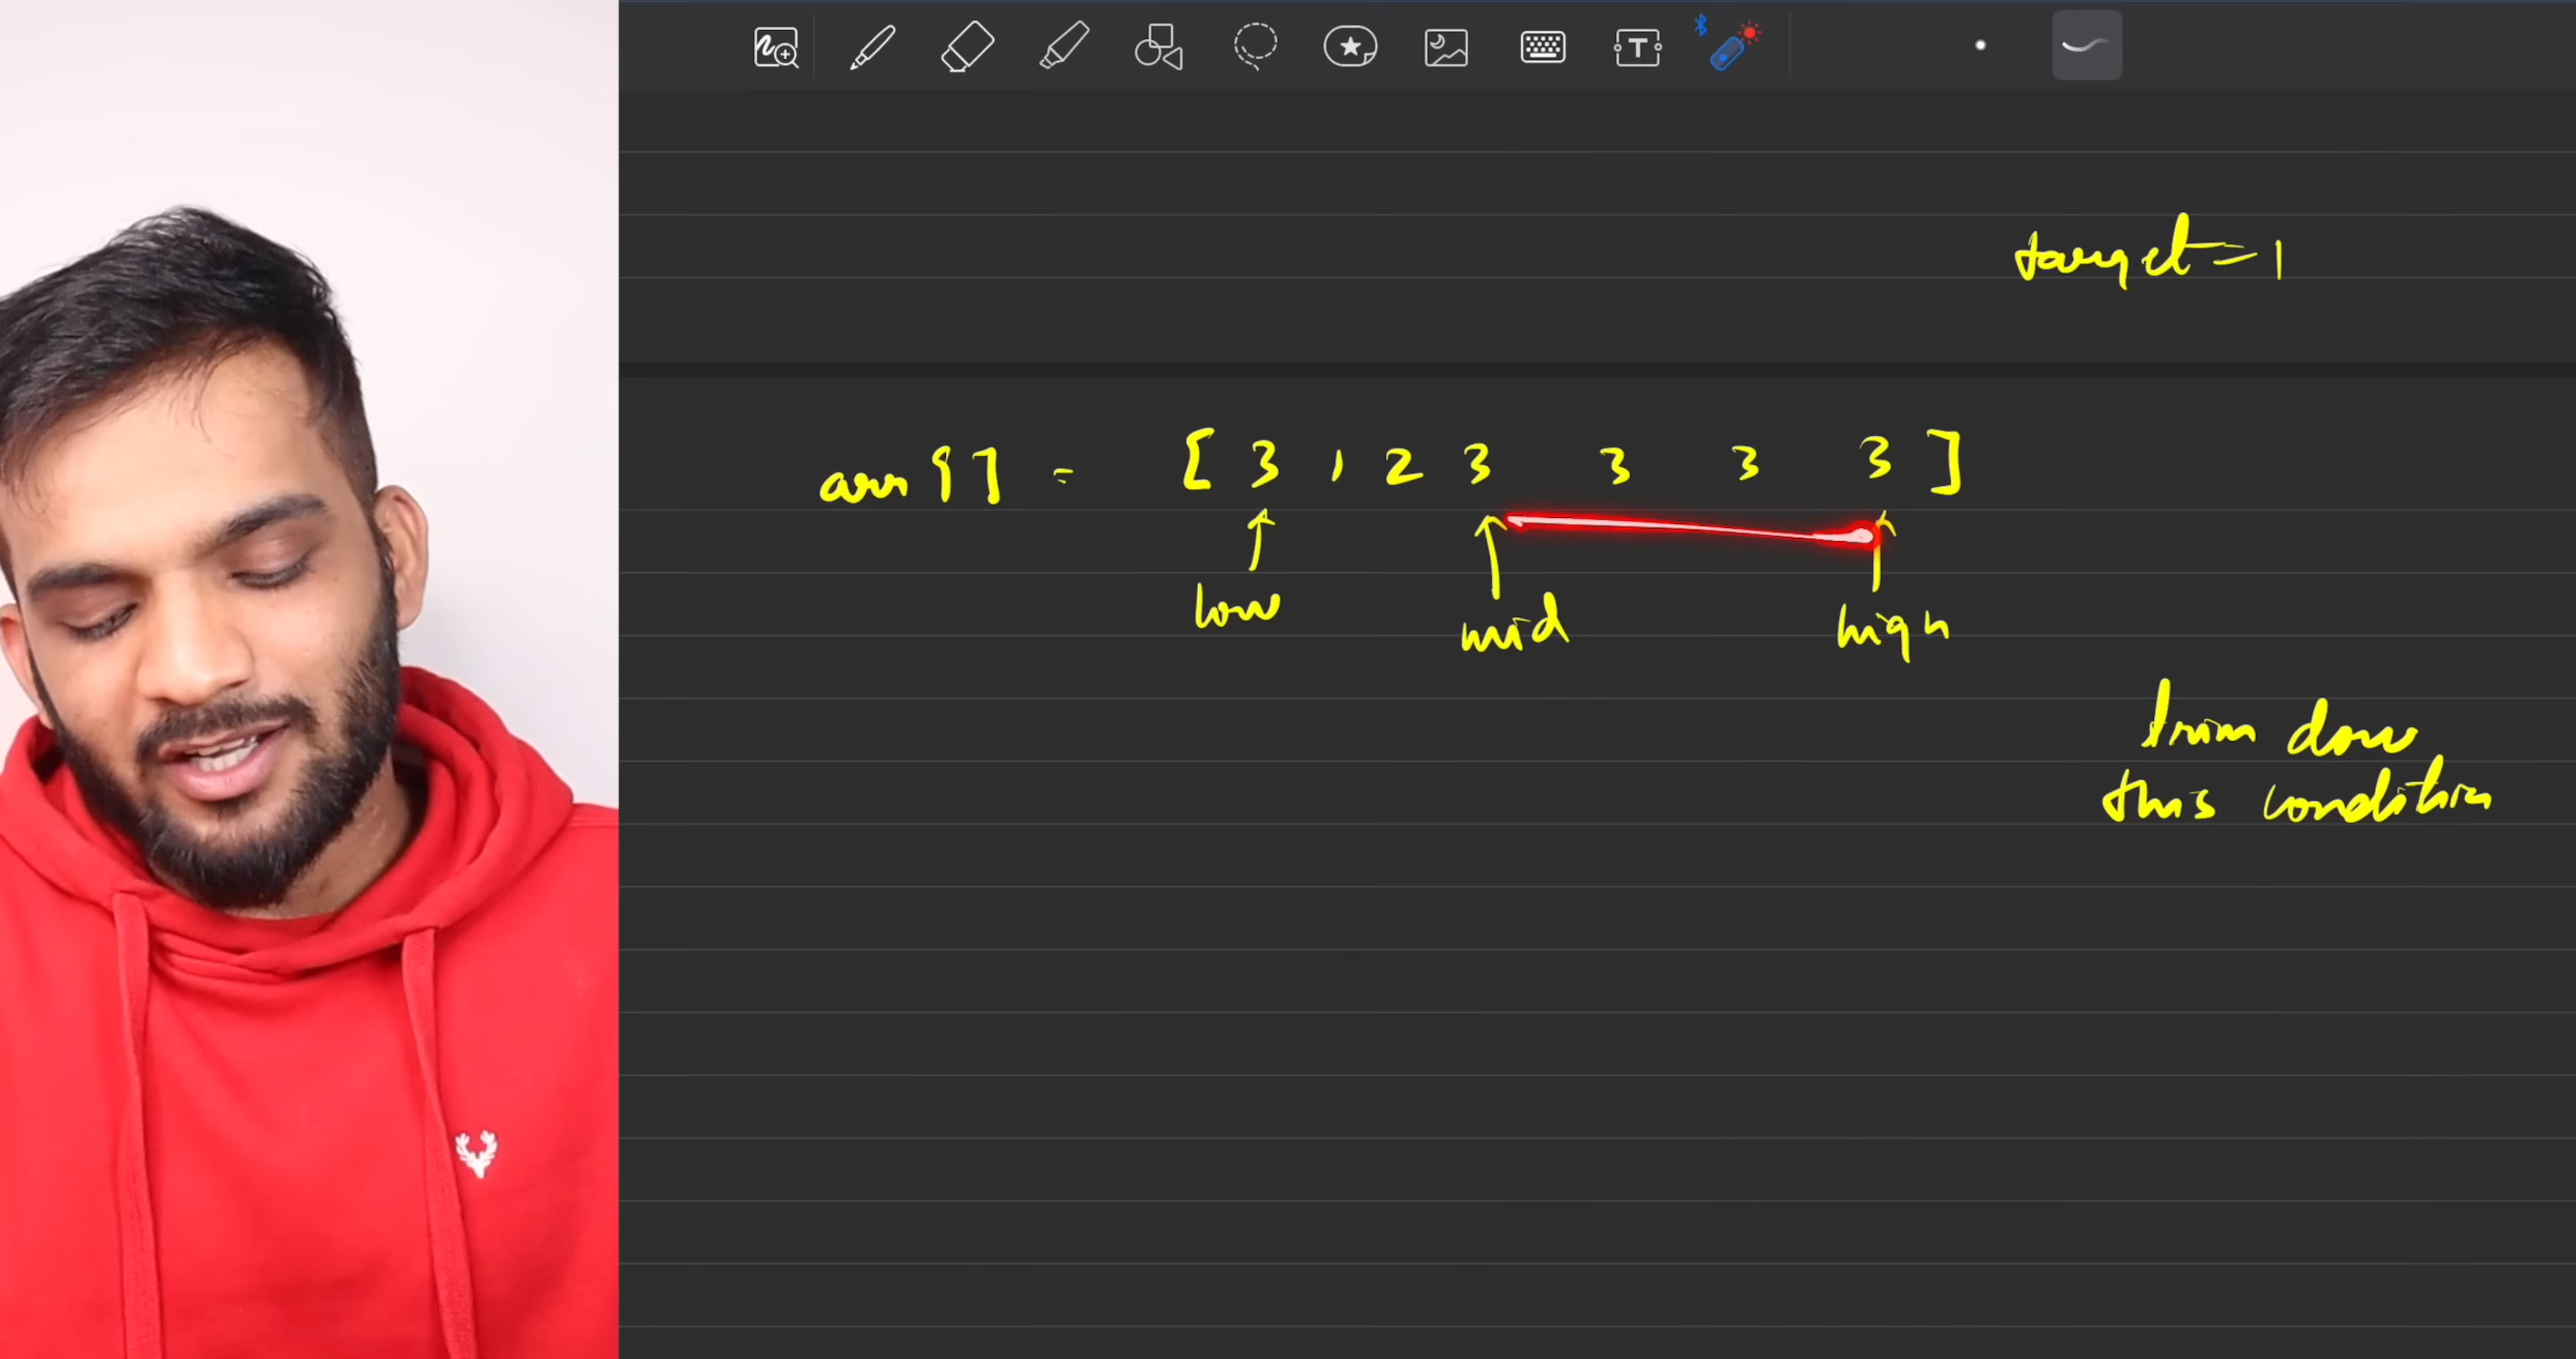 target = 1
arr [ ] = [ 3 1 2 3 3 3 3 ]
low mid high
trim down
this condition